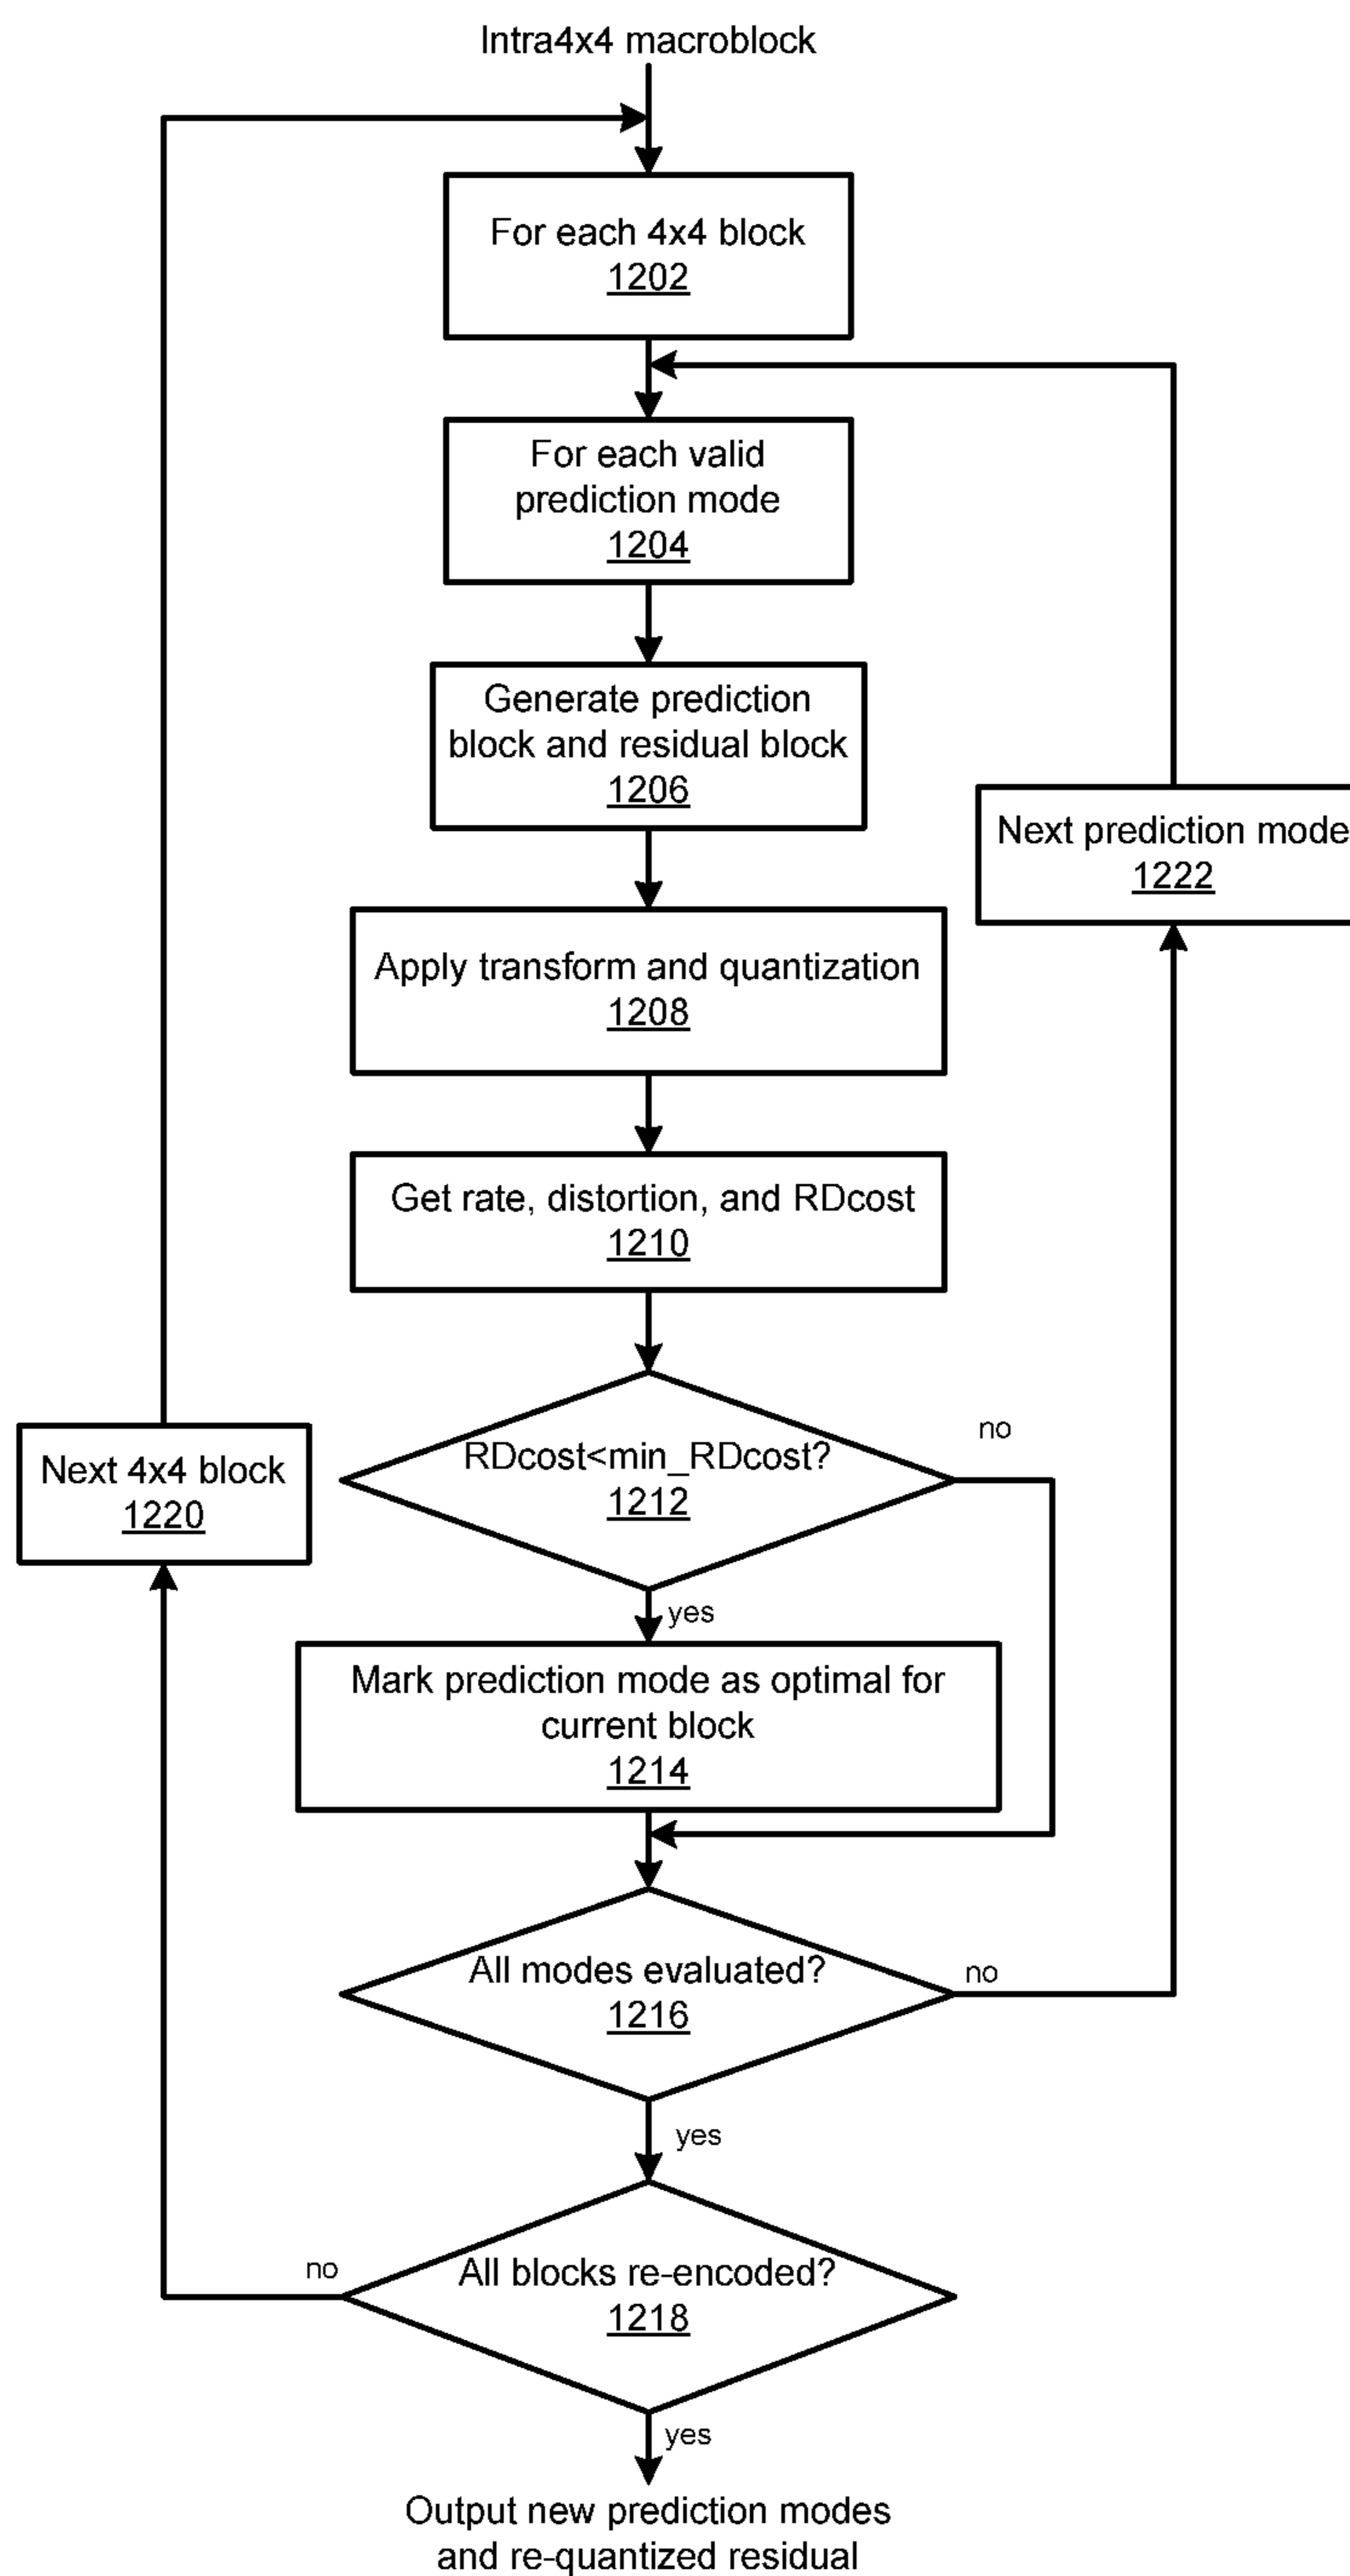 Intra4x4 macroblock
For each 4x4 block
1202
For each valid
prediction mode
1204
Generate prediction
block and residual block
1206
Next prediction mode
1222
Apply transform and quantization
1208
Get rate, distortion, and RDcost
1210
no
RDcost<min_RDcost?
1212
Next 4x4 block
1220
yes
Mark prediction mode as optimal for
current block
1214
All modes evaluated?
1216
no
yes
no
All blocks re-encoded?
1218
yes
Output new prediction modes
and re-quantized residual